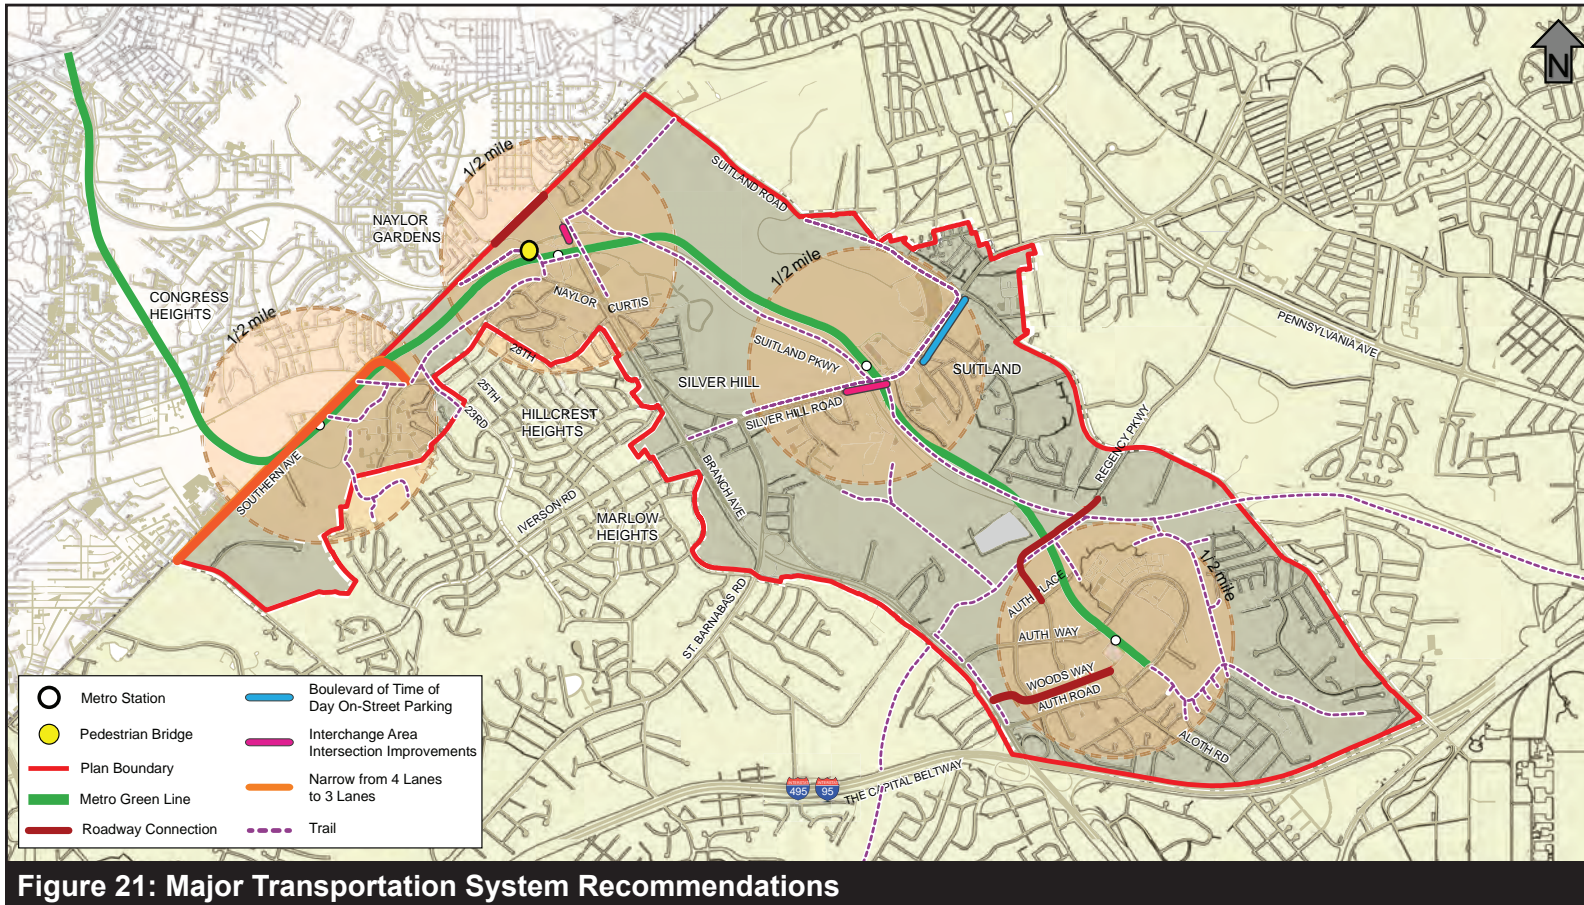 N
1/2 mile
SUITLAND ROAD
NAYLOR
GARDENS
1/2 mile
CONGRESS
HEIGHTS
1/2 mile
NAYLOR
CURTIS
PENNSYLVANIA AVE
SUITLAND PKWY
28TH
SUITLAND
SILVER HILL
25TH
23RD
HILLCREST
HEIGHTS
SILVER HILL ROAD
REGENCY PKWY
SOUTHERN AVE
BRANCH AVE
IVERSON RD
MARLOW
HEIGHTS
1/2 mile
AUTH PLACE
ST. BARNABAS RD
AUTH WAY
WOODS WAY
AUTH ROAD
ALOTH RD
THE CAPITAL BELTWAY
INTERSTATE
495
INTERSTATE
95
Metro Station
Pedestrian Bridge
Plan Boundary
Metro Green Line
Roadway Connection
Boulevard of Time of
Day On-Street Parking
Interchange Area
Intersection Improvements
Narrow from 4 Lanes
to 3 Lanes
Trail
Figure 21: Major Transportation System Recommendations